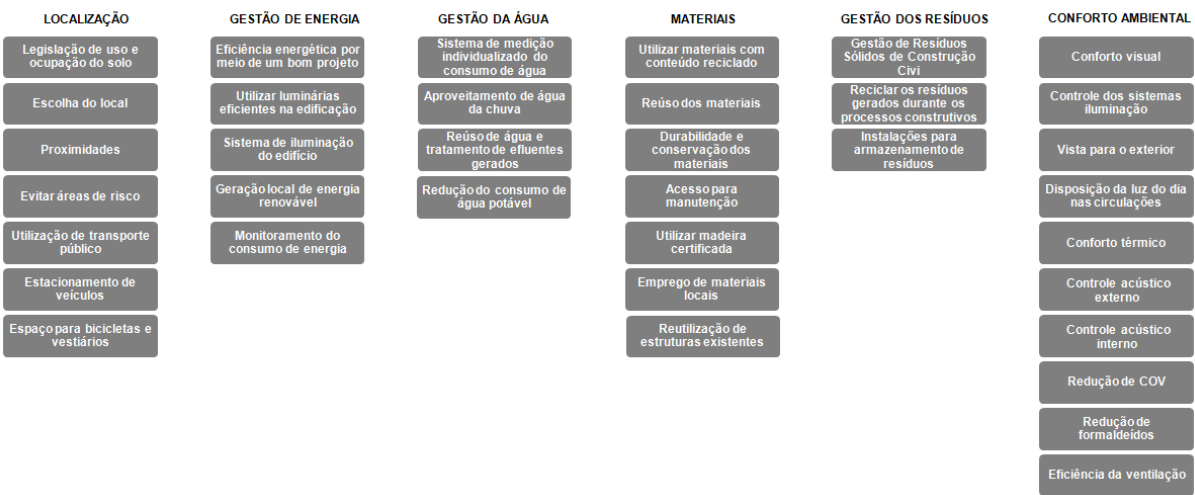 LOCALIZAÇÃO
Legislação de uso e
ocupação do solo
Escolha do local
Proximidades
Evitar áreas de risco
Utilização de transporte
público
Estacionamento de
veículos
Espaço para bicicletas e
vestiários
GESTÃO DE ENERGIA
Eficiência energética por
meio de um bom projeto
Utilizar luminárias
eficientes na edificação
Sistema de iluminação
do edifício
Geração local de energia
renovável
Monitoramento do
consumo de energia
GESTÃO DA ÁGUA
Sistema de medição
individualizado do
consumo de água
Aproveitamento de água
da chuva
Reúso de água e
tratamento de efluentes
gerados
Redução do consumo de
água potável
MATERIAIS
Utilizar materiais com
conteúdo reciclado
Reúso dos materiais
Durabilidade e
conservação dos
materiais
Acesso para
manutenção
Utilizar madeira
certificada
Emprego de materiais
locais
Reutilização de
estruturas existentes
GESTÃO DOS RESÍDUOS
Gestão de Resíduos
Sólidos de Construção
Civi
Reciclar os resíduos
gerados durante os
processos construtivos
Instalações para
armazenamento de
resíduos
CONFORTO AMBIENTAL
Conforto visual
Controle dos sistemas
iluminação
Vista para o exterior
Disposição da luz do dia
nas circulações
Conforto térmico
Controle acústico
externo
Controle acústico
interno
Redução de COV
Redução de
formaldeídos
Eficiência da ventilação